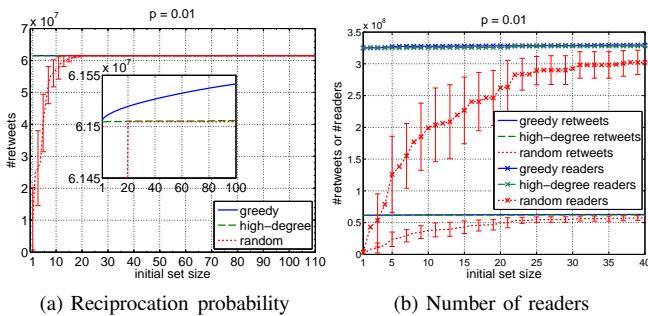 p = 0.01
x 10^7
7
6
5
4
3
2
1
0
#retweets
6.155
x 10^7
6.15
6.145
1 20 40 60 80 100
greedy
high-degree
random
1 10 20 30 40 50 60 70 80 90 100 110
initial set size
(a) Reciprocation probability
p = 0.01
x 10^8
3.5
3
2.5
2
1.5
1
0.5
0
#retweets or #readers
greedy retweets
high-degree retweets
random retweets
greedy readers
high-degree readers
random readers
1 5 10 15 20 25 30 35 40
initial set size
(b) Number of readers